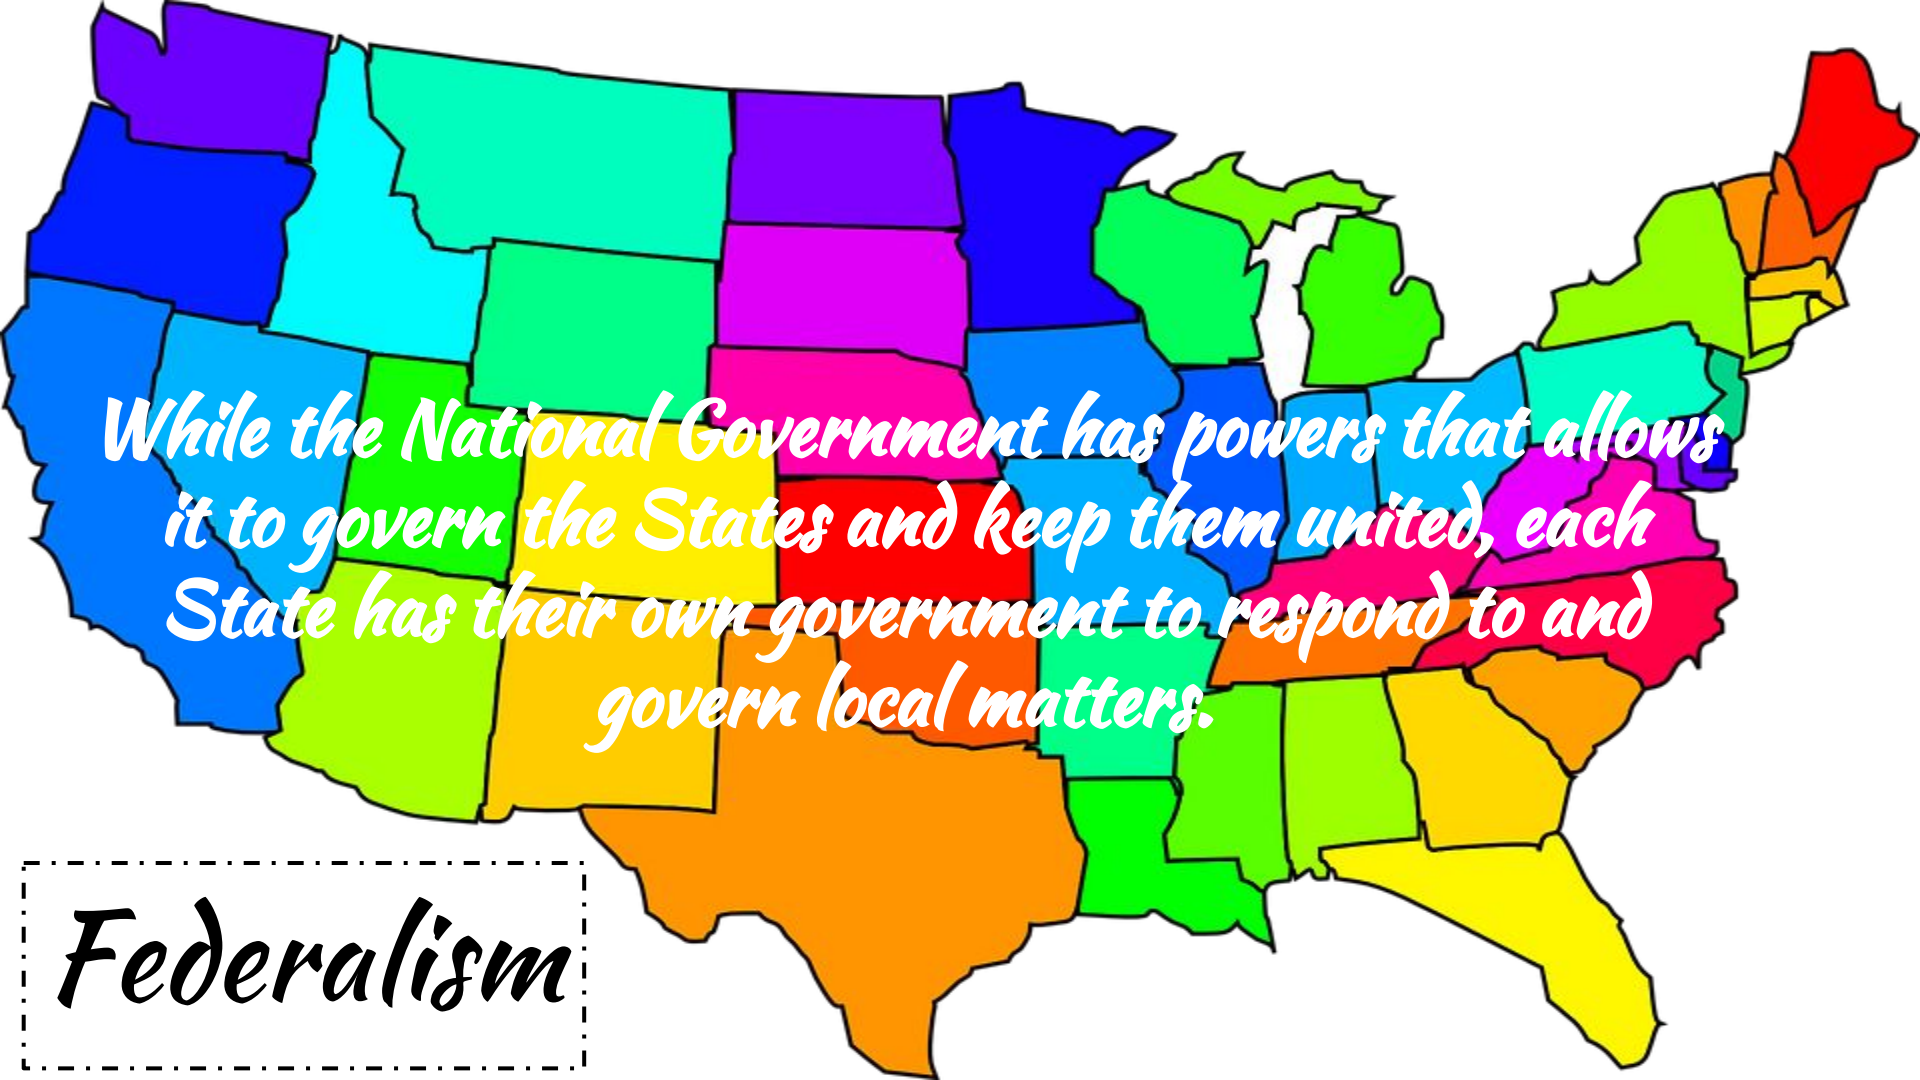 While the National Government has powers that allows
it to govern the States and keep them united, each
State has their own government to respond to and
govern local matters.
Federalism